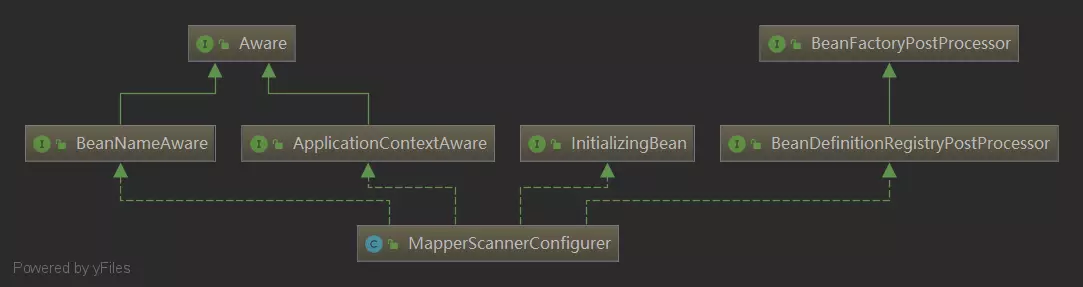 Aware
BeanFactoryPostProcessor
BeanNameAware
ApplicationContextAware
InitializingBean
BeanDefinitionRegistryPostProcessor
MapperScannerConfigurer
Powered by yFiles